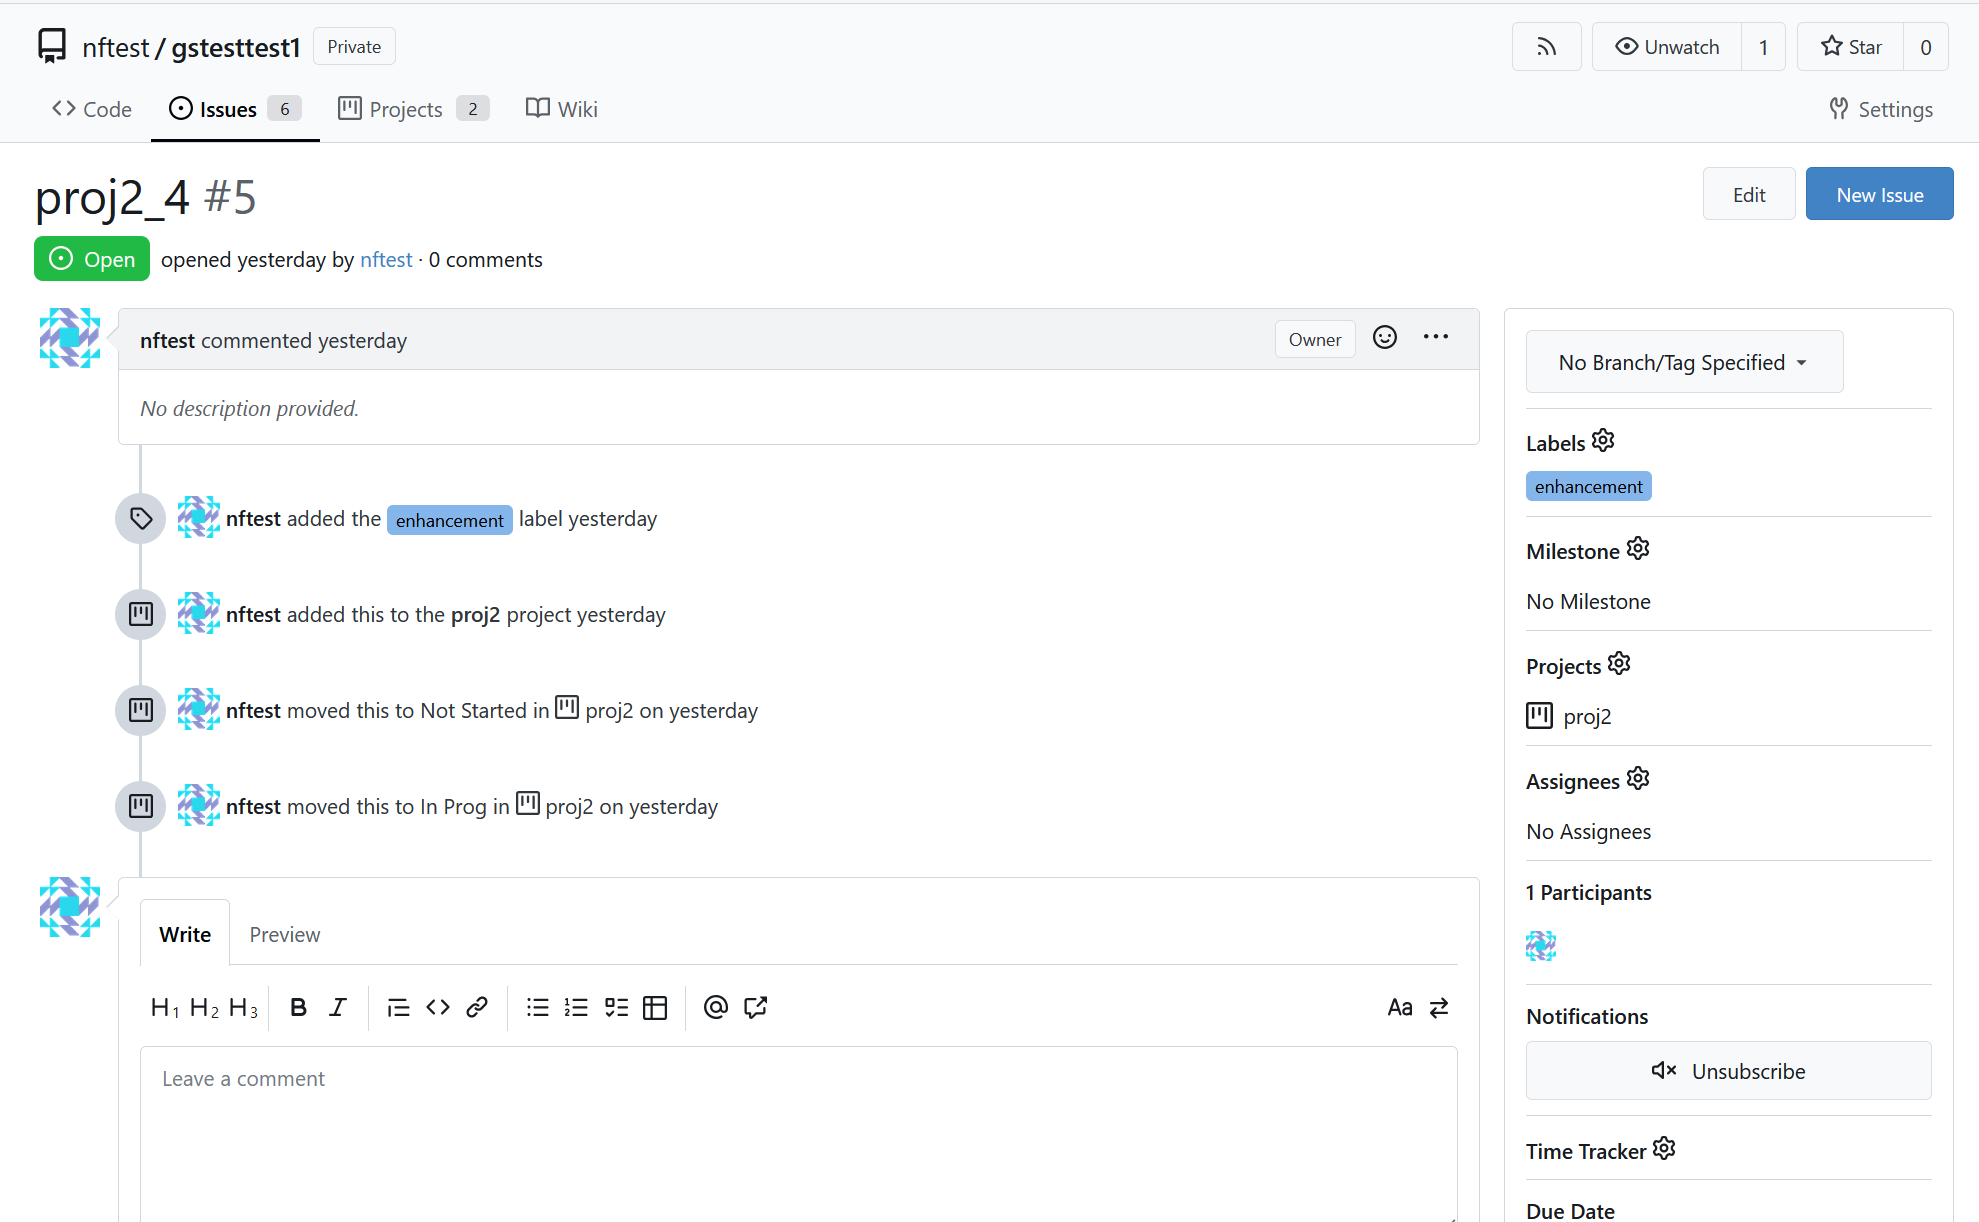 nftest / gstesttest1 Private Unwatch 1 Star 0
Code Issues 6 Projects 2 Wiki Settings
proj2_4 #5 Edit New Issue
Open opened yesterday by nftest · 0 comments
nftest commented yesterday Owner
No description provided.
nftest added the enhancement label yesterday
nftest added this to the proj2 project yesterday
nftest moved this to Not Started in proj2 on yesterday
nftest moved this to In Prog in proj2 on yesterday
Write Preview
H1 H2 H3 B I Aa
Leave a comment
No Branch/Tag Specified
Labels
enhancement
Milestone
No Milestone
Projects
proj2
Assignees
No Assignees
1 Participants
Notifications
Unsubscribe
Time Tracker
Due Date